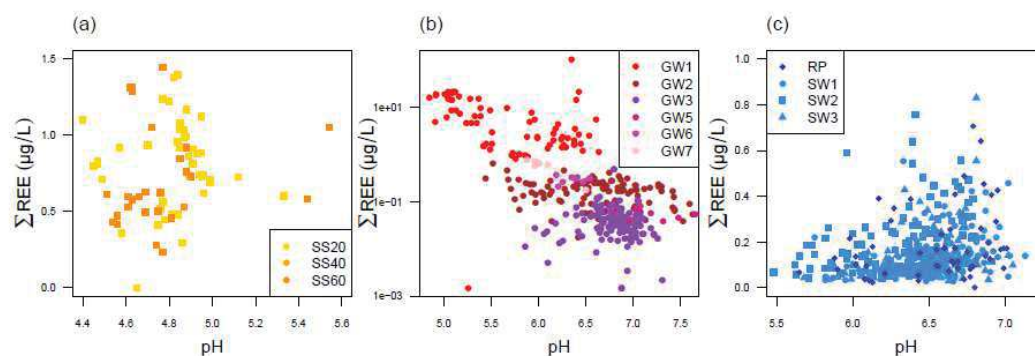 (a)
∑REE (µg/L)
1.5
1.0
0.5
0.0
SS20
SS40
SS60
4.4 4.6 4.8 5.0 5.2 5.4 5.6
pH
(b)
∑REE (µg/L)
1e+01
1e-01
1e-03
GW1
GW2
GW3
GW5
GW6
GW7
5.0 5.5 6.0 6.5 7.0 7.5
pH
(c)
∑REE (µg/L)
1.0
0.8
0.6
0.4
0.2
0.0
RP
SW1
SW2
SW3
5.5 6.0 6.5 7.0
pH